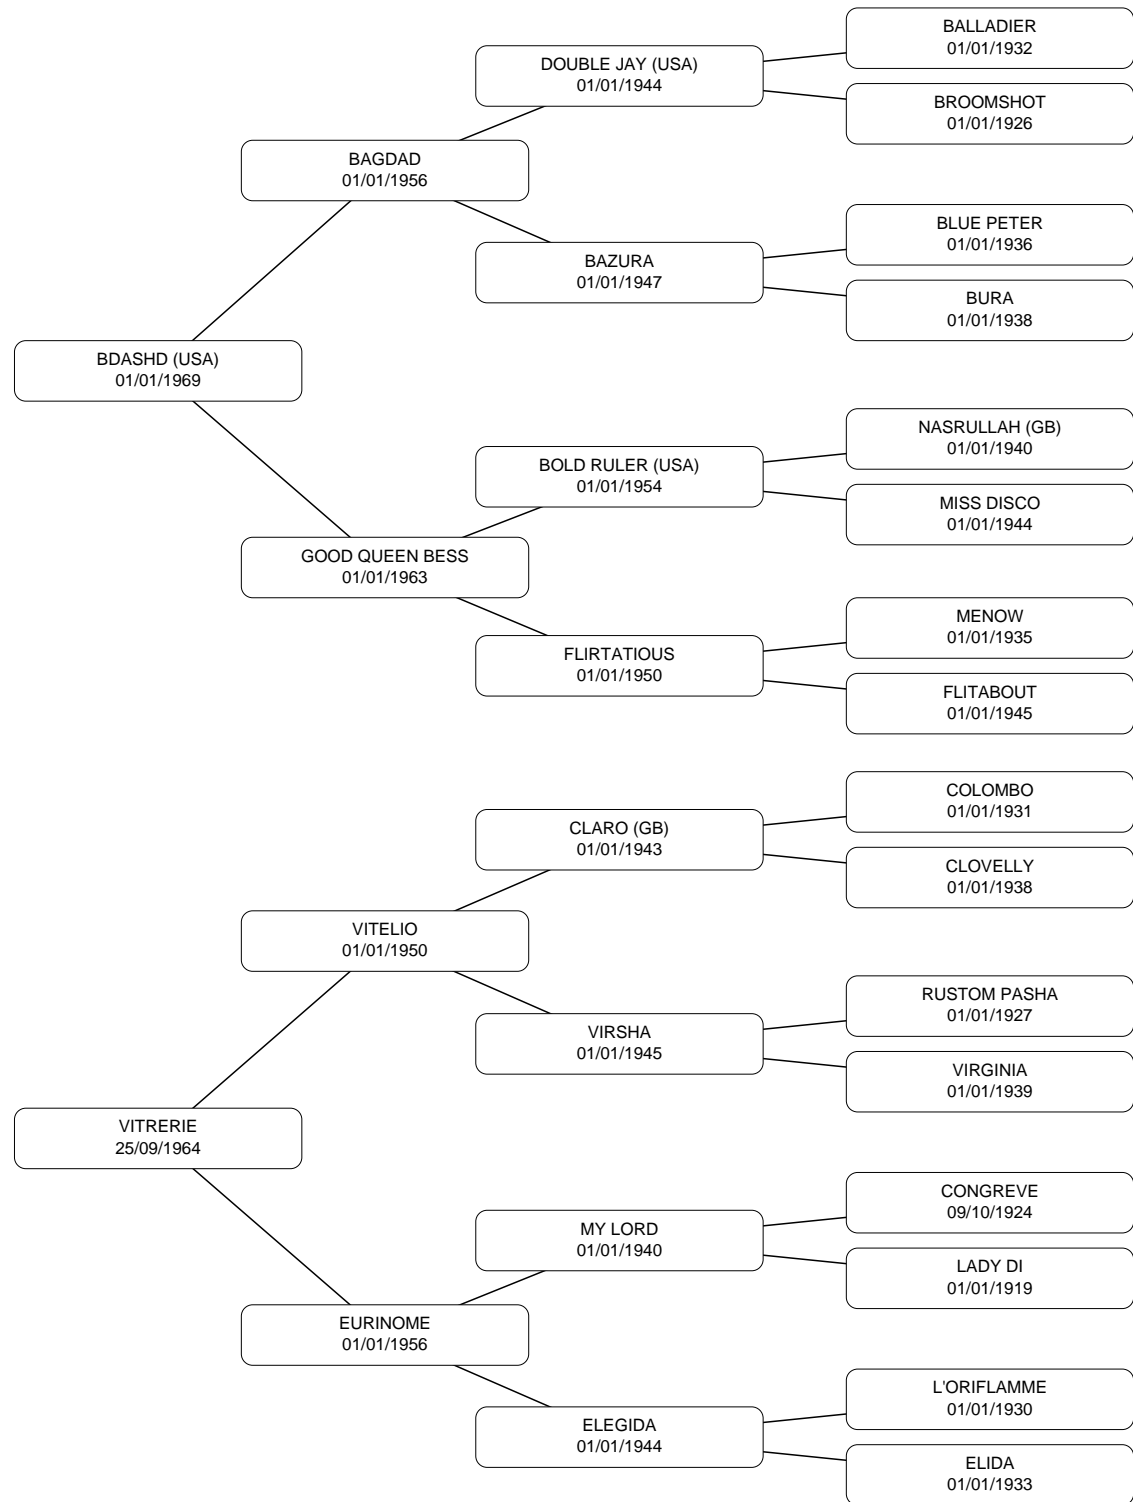 BALLADIER
01/01/1932
DOUBLE JAY (USA)
01/01/1944
BROOMSHOT
01/01/1926
BAGDAD
01/01/1956
BLUE PETER
01/01/1936
BAZURA
01/01/1947
BURA
01/01/1938
BDASHD (USA)
01/01/1969
NASRULLAH (GB)
01/01/1940
BOLD RULER (USA)
01/01/1954
MISS DISCO
01/01/1944
GOOD QUEEN BESS
01/01/1963
MENOW
01/01/1935
FLIRTATIOUS
01/01/1950
FLITABOUT
01/01/1945
COLOMBO
01/01/1931
CLARO (GB)
01/01/1943
CLOVELLY
01/01/1938
VITELIO
01/01/1950
RUSTOM PASHA
01/01/1927
VIRSHA
01/01/1945
VIRGINIA
01/01/1939
VITRERIE
25/09/1964
CONGREVE
09/10/1924
MY LORD
01/01/1940
LADY DI
01/01/1919
EURINOME
01/01/1956
L'ORIFLAMME
01/01/1930
ELEGIDA
01/01/1944
ELIDA
01/01/1933